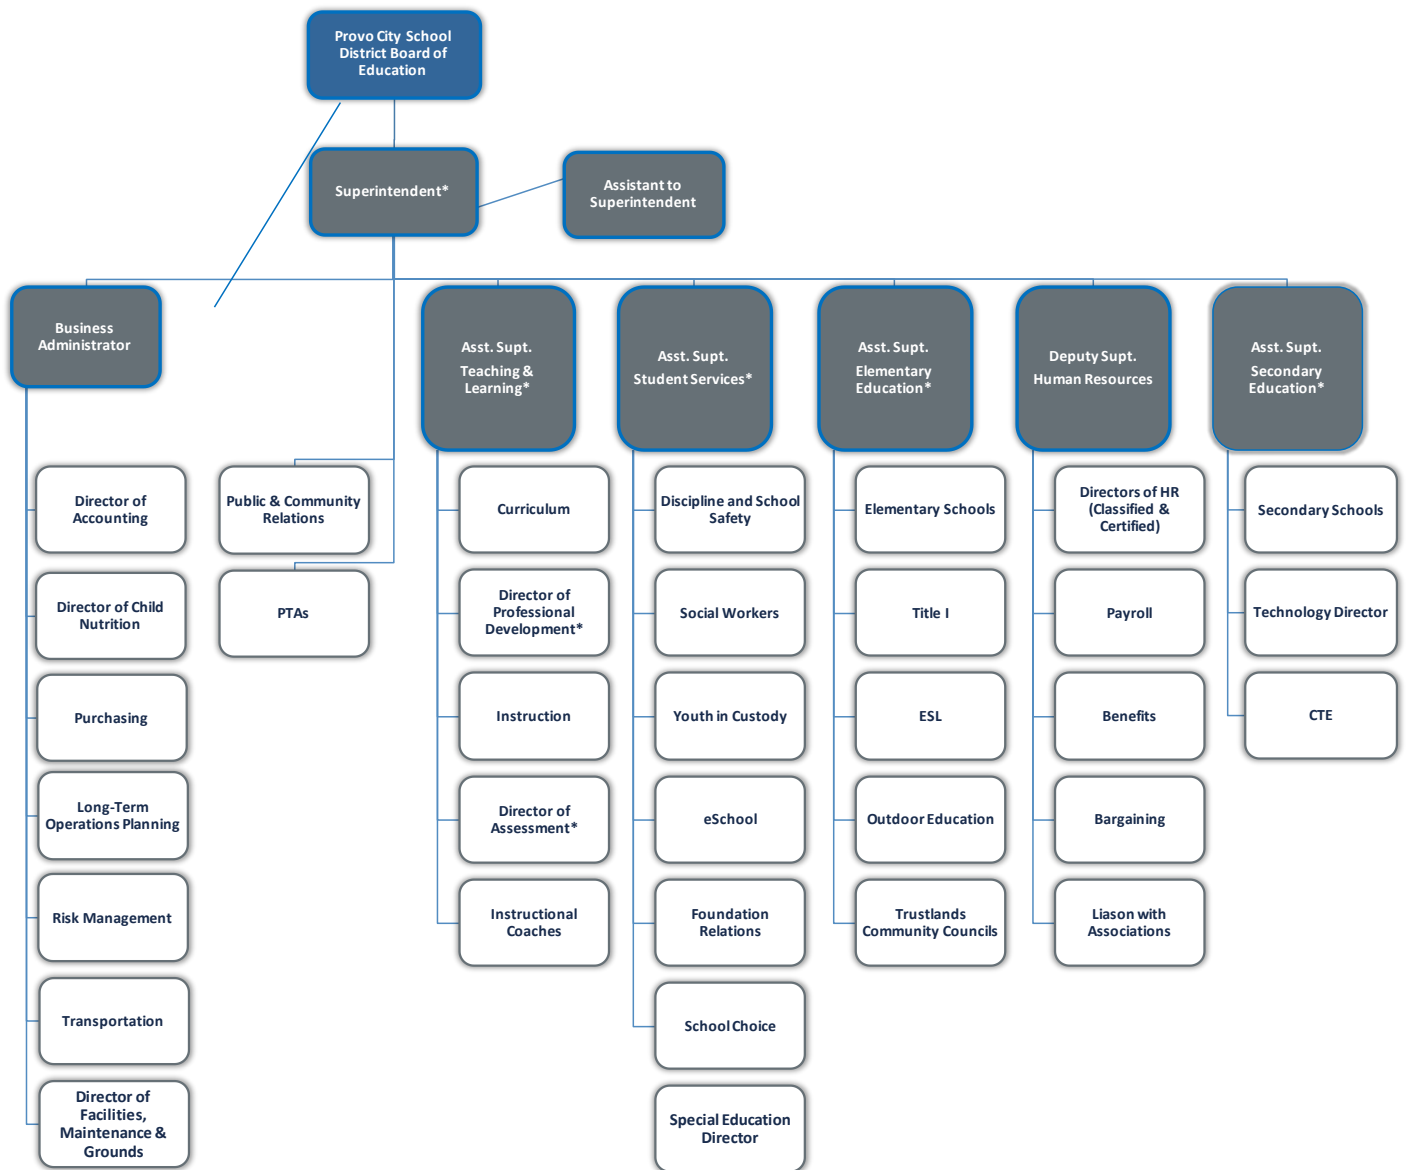 Provo City School
District Board of
Education
Superintendent*
Assistant to
Superintendent
Business
Administrator
Asst. Supt.
Teaching &
Learning*
Asst. Supt.
Student Services*
Asst. Supt.
Elementary
Education*
Deputy Supt.
Human Resources
Asst. Supt.
Secondary
Education*
Director of
Accounting
Director of Child
Nutrition
Purchasing
Long-Term
Operations Planning
Risk Management
Transportation
Director of
Facilities,
Maintenance &
Grounds
Public & Community
Relations
PTAs
Curriculum
Director of
Professional
Development*
Instruction
Director of
Assessment*
Instructional
Coaches
Discipline and School
Safety
Social Workers
Youth in Custody
eSchool
Foundation
Relations
School Choice
Special Education
Director
Elementary Schools
Title I
ESL
Outdoor Education
Trustlands
Community Councils
Directors of HR
(Classified &
Certified)
Payroll
Benefits
Bargaining
Liason with
Associations
Secondary Schools
Technology Director
CTE